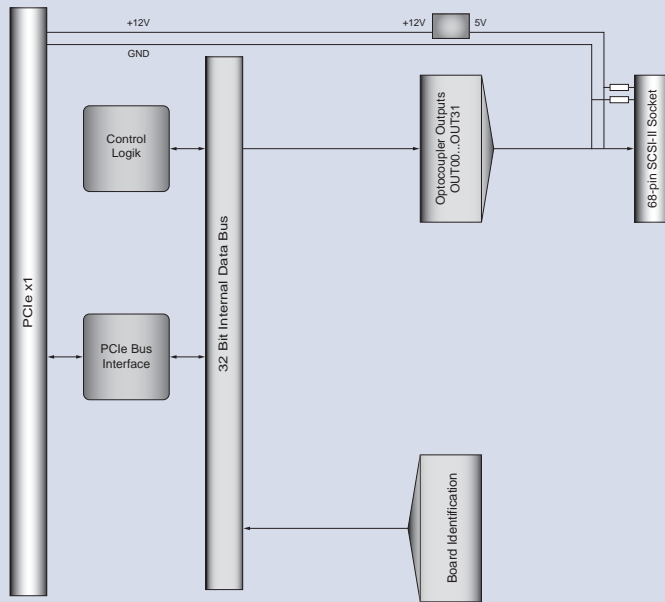 +12V
+12V
5V
GND
PCIe x1
Control
Logik
PCIe Bus
Interface
32 Bit Internal Data Bus
Optocoupler Outputs
OUT00...OUT31
68-pin SCSI-II Socket
Board Identification